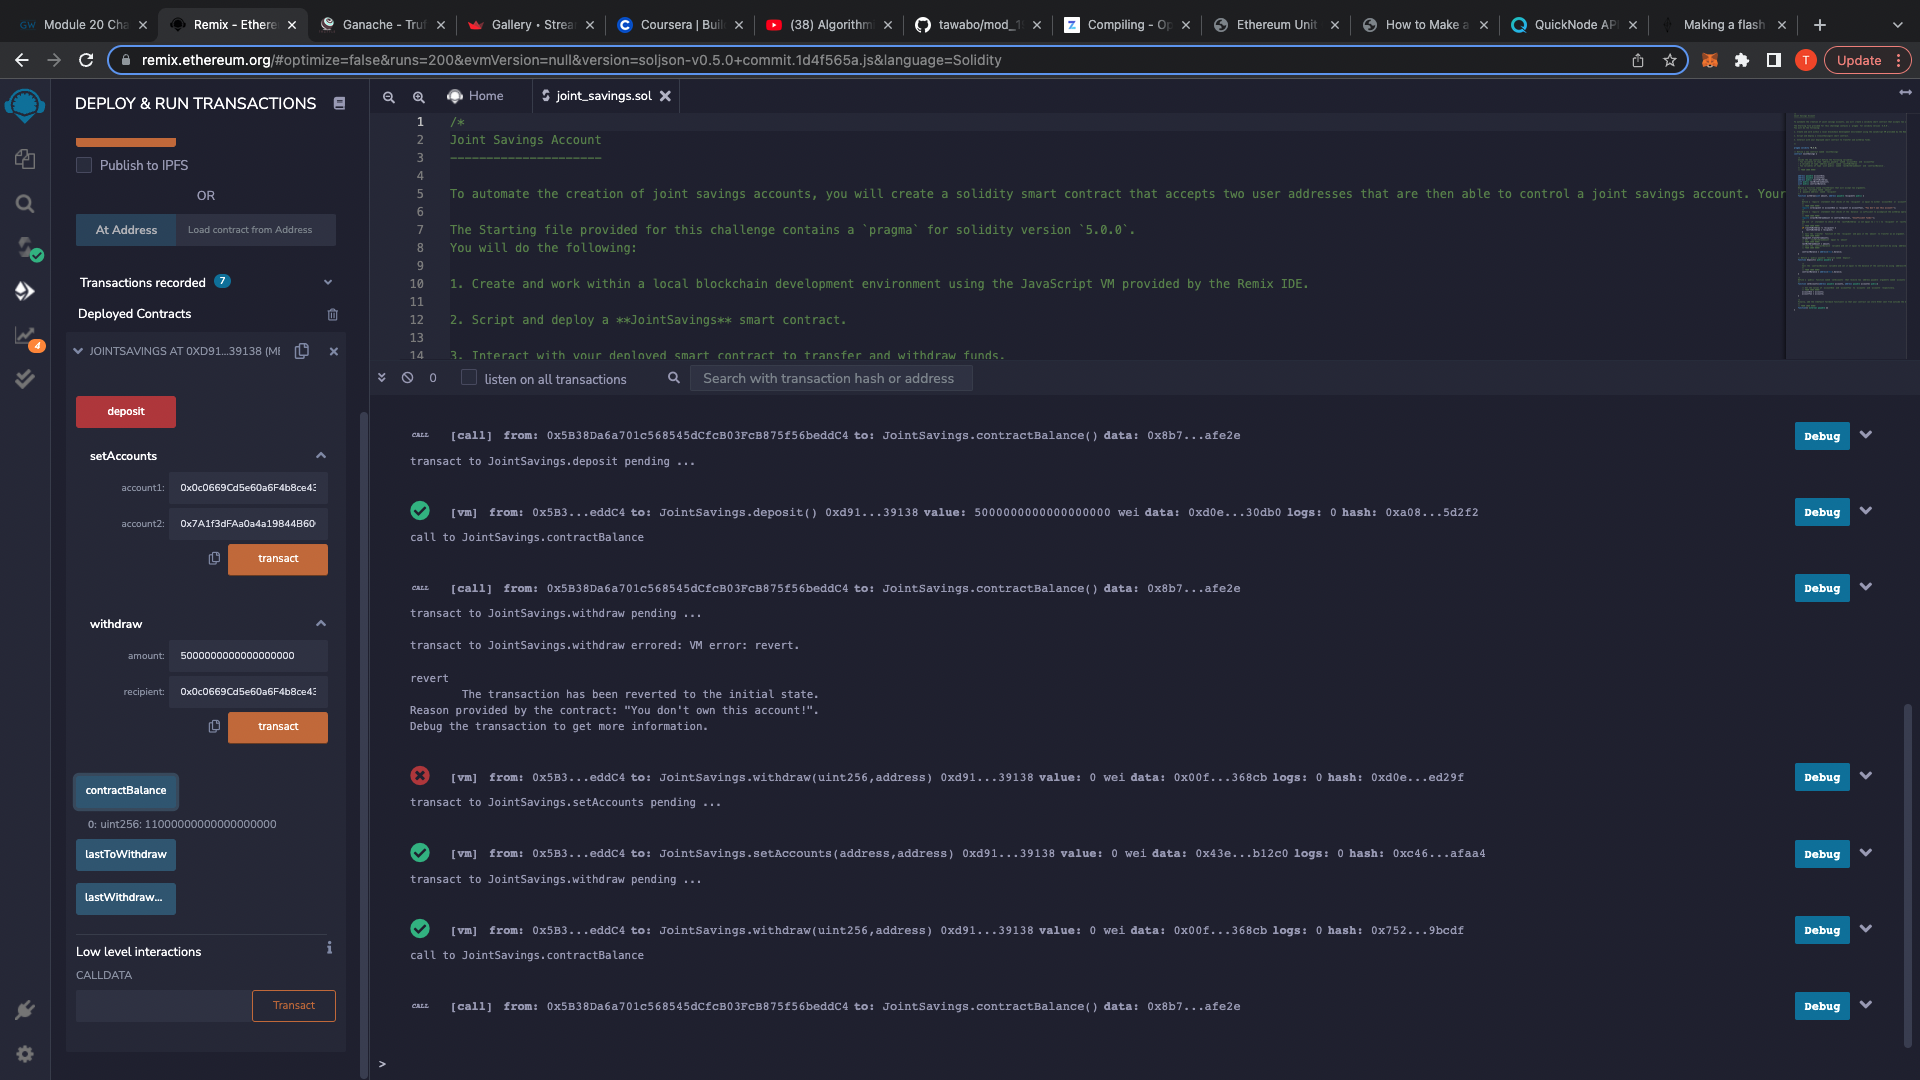 Module 20 Cha
Remix - Ethere
Ganache - Truf
Gallery • Strea
Coursera | Buil
(38) Algorithm
tawabo/mod_1
Compiling - Op
Ethereum Unit
How to Make a
QuickNode API
Making a flash
remix.ethereum.org/#optimize=false&runs=200&evmVersion=null&version=soljson-v0.5.0+commit.1d4f565a.js&language=Solidity
T
Update
DEPLOY & RUN TRANSACTIONS
Publish to IPFS
OR
At Address
Load contract from Address
Transactions recorded 7
Deployed Contracts
4
JOINTSAVINGS AT 0XD91...39138 (ME
deposit
setAccounts
account1: 0x0c0669Cd5e60a6F4b8ce43
account2: 0x7A1f3dFAa0a4a19844B60
transact
withdraw
amount: 5000000000000000000
recipient: 0x0c0669Cd5e60a6F4b8ce43
transact
contractBalance
0: uint256: 11000000000000000000
lastToWithdraw
lastWithdraw...
Low level interactions
CALLDATA
Transact
Home
joint_savings.sol
1 /*
2 Joint Savings Account
3 ---------------------
4
5 To automate the creation of joint savings accounts, you will create a solidity smart contract that accepts two user addresses that are then able to control a joint savings account. Your
6
7 The Starting file provided for this challenge contains a `pragma` for solidity version `5.0.0`.
8 You will do the following:
9
10 1. Create and work within a local blockchain development environment using the JavaScript VM provided by the Remix IDE.
11
12 2. Script and deploy a **JointSavings** smart contract.
13
14 3. Interact with your deployed smart contract to transfer and withdraw funds.
0
listen on all transactions
Search with transaction hash or address
CALL [call] from: 0x5B38Da6a701c568545dCfcB03FcB875f56beddC4 to: JointSavings.contractBalance() data: 0x8b7...afe2e Debug
transact to JointSavings.deposit pending ...
[vm] from: 0x5B3...eddC4 to: JointSavings.deposit() 0xd91...39138 value: 5000000000000000000 wei data: 0xd0e...30db0 logs: 0 hash: 0xa08...5d2f2 Debug
call to JointSavings.contractBalance
CALL [call] from: 0x5B38Da6a701c568545dCfcB03FcB875f56beddC4 to: JointSavings.contractBalance() data: 0x8b7...afe2e Debug
transact to JointSavings.withdraw pending ...
transact to JointSavings.withdraw errored: VM error: revert.
revert
The transaction has been reverted to the initial state.
Reason provided by the contract: "You don't own this account!".
Debug the transaction to get more information.
[vm] from: 0x5B3...eddC4 to: JointSavings.withdraw(uint256,address) 0xd91...39138 value: 0 wei data: 0x00f...368cb logs: 0 hash: 0xd0e...ed29f Debug
transact to JointSavings.setAccounts pending ...
[vm] from: 0x5B3...eddC4 to: JointSavings.setAccounts(address,address) 0xd91...39138 value: 0 wei data: 0x43e...b12c0 logs: 0 hash: 0xc46...afaa4 Debug
transact to JointSavings.withdraw pending ...
[vm] from: 0x5B3...eddC4 to: JointSavings.withdraw(uint256,address) 0xd91...39138 value: 0 wei data: 0x00f...368cb logs: 0 hash: 0x752...9bcdf Debug
call to JointSavings.contractBalance
CALL [call] from: 0x5B38Da6a701c568545dCfcB03FcB875f56beddC4 to: JointSavings.contractBalance() data: 0x8b7...afe2e Debug
>